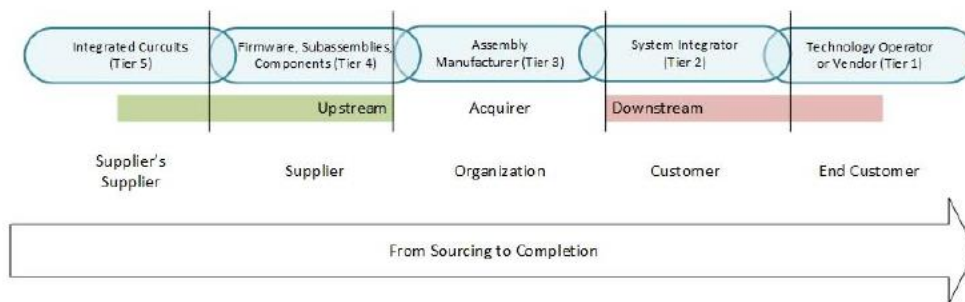 Integrated Curcuits
(Tier 5)
Firmware, Subassemblies,
Components (Tier 4)
Assembly
Manufacturer (Tier 3)
System Integrator
(Tier 2)
Technology Operator
or Vendor (Tier 1)
Upstream
Acquirer
Downstream
Supplier's
Supplier
Supplier
Organization
Customer
End Customer
From Sourcing to Completion